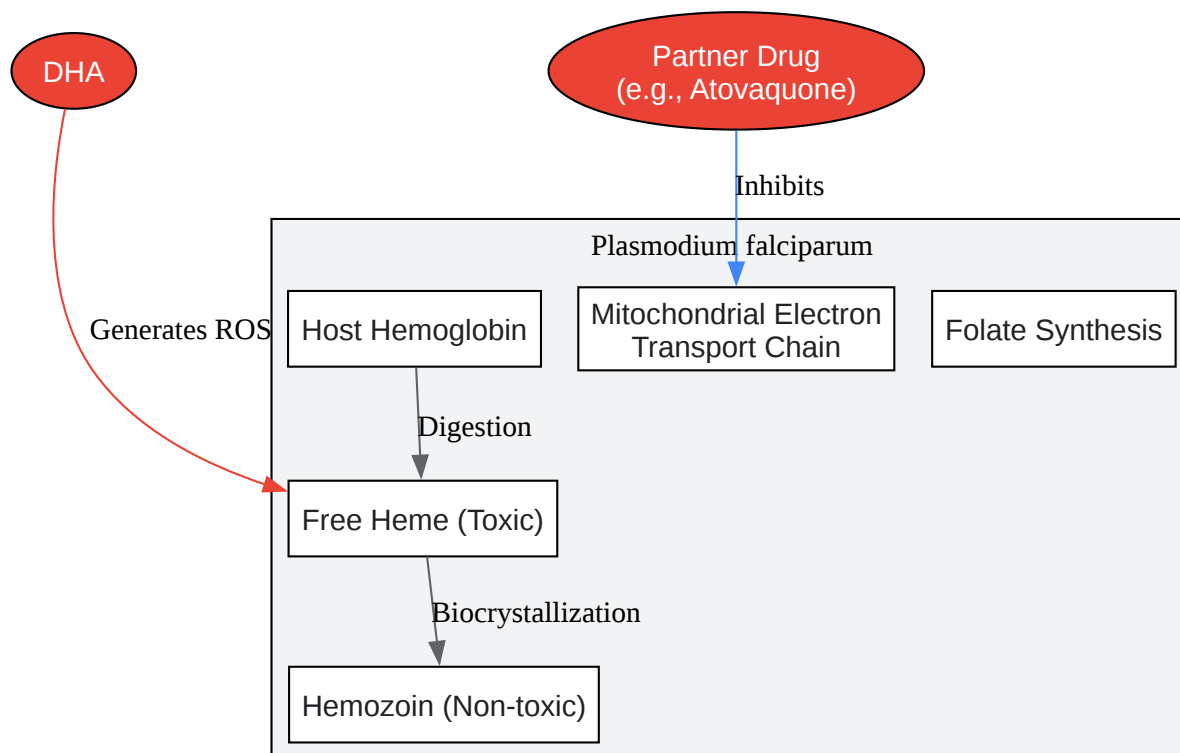 DHA
Partner Drug
(e.g., Atovaquone)
Inhibits
Plasmodium falciparum
Generates ROS
Host Hemoglobin
Mitochondrial Electron
Transport Chain
Folate Synthesis
Digestion
Free Heme (Toxic)
Biocrystallization
Hemozoin (Non-toxic)